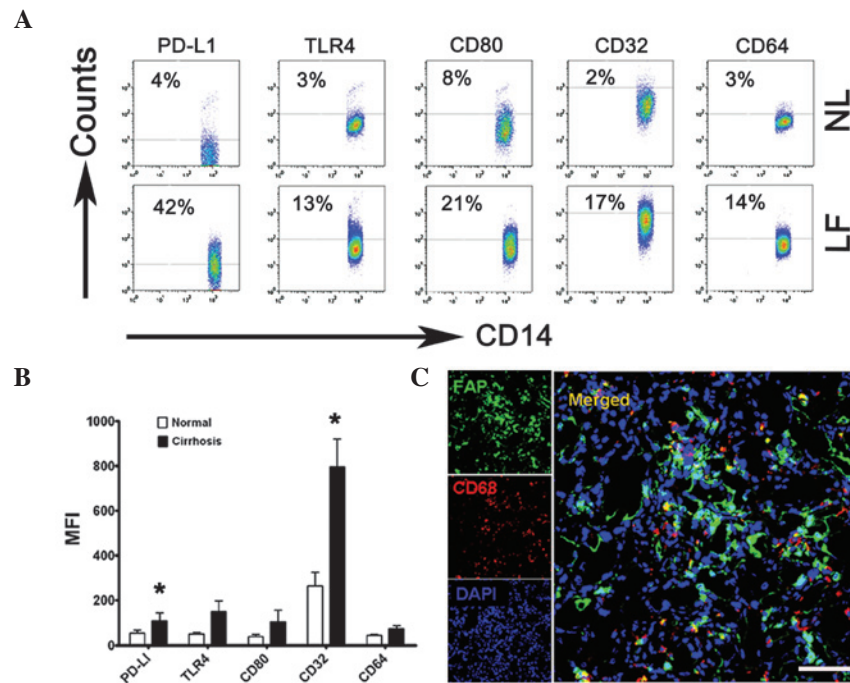 A
PD-L1 TLR4 CD80 CD32 CD64
4% 3% 8% 2% 3%
Counts
NL
42% 13% 21% 17% 14%
LF
CD14
B
1000
800
600
400
200
0
MFI
Normal
Cirrhosis
*
*
PD-LI TLR4 CD80 CD32 CD64
C
FAP
CD68
DAPI
Merged